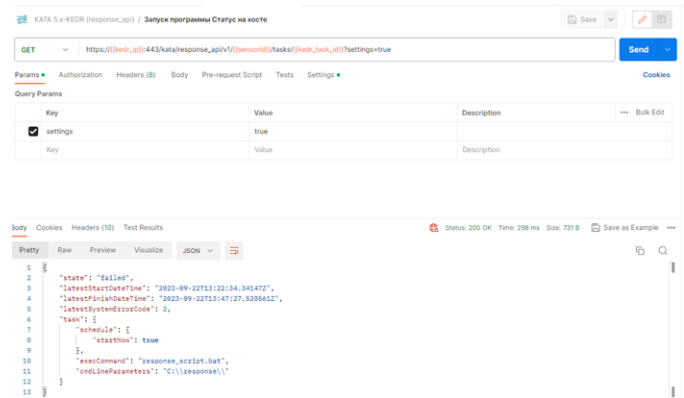 KATA 5.x-KEDR (response_api) / Запуск программы Статус на хосте
Save
GET https://{{kedr_ip}}:443/kata/response_api/v1/{{sensorId}}/tasks/{{kedr_task_id}}?settings=true Send
Params Authorization Headers (8) Body Pre-request Script Tests Settings Cookies
Query Params
Key Value Description Bulk Edit
settings true
Key Value Description
Body Cookies Headers (10) Test Results Status: 200 OK Time: 298 ms Size: 731 B Save as Example
Pretty Raw Preview Visualize JSON
1 {
2 "state": "failed",
3 "latestStartDateTime": "2023-09-22T13:22:34.34147Z",
4 "latestFinishDateTime": "2023-09-22T13:47:27.528561Z",
5 "latestSystemErrorCode": 2,
6 "task": {
7 "schedule": {
8 "startNow": true
9 },
10 "execCommand": "response_script.bat",
11 "cmdLineParameters": "C:\\response\\"
12 }
13 }